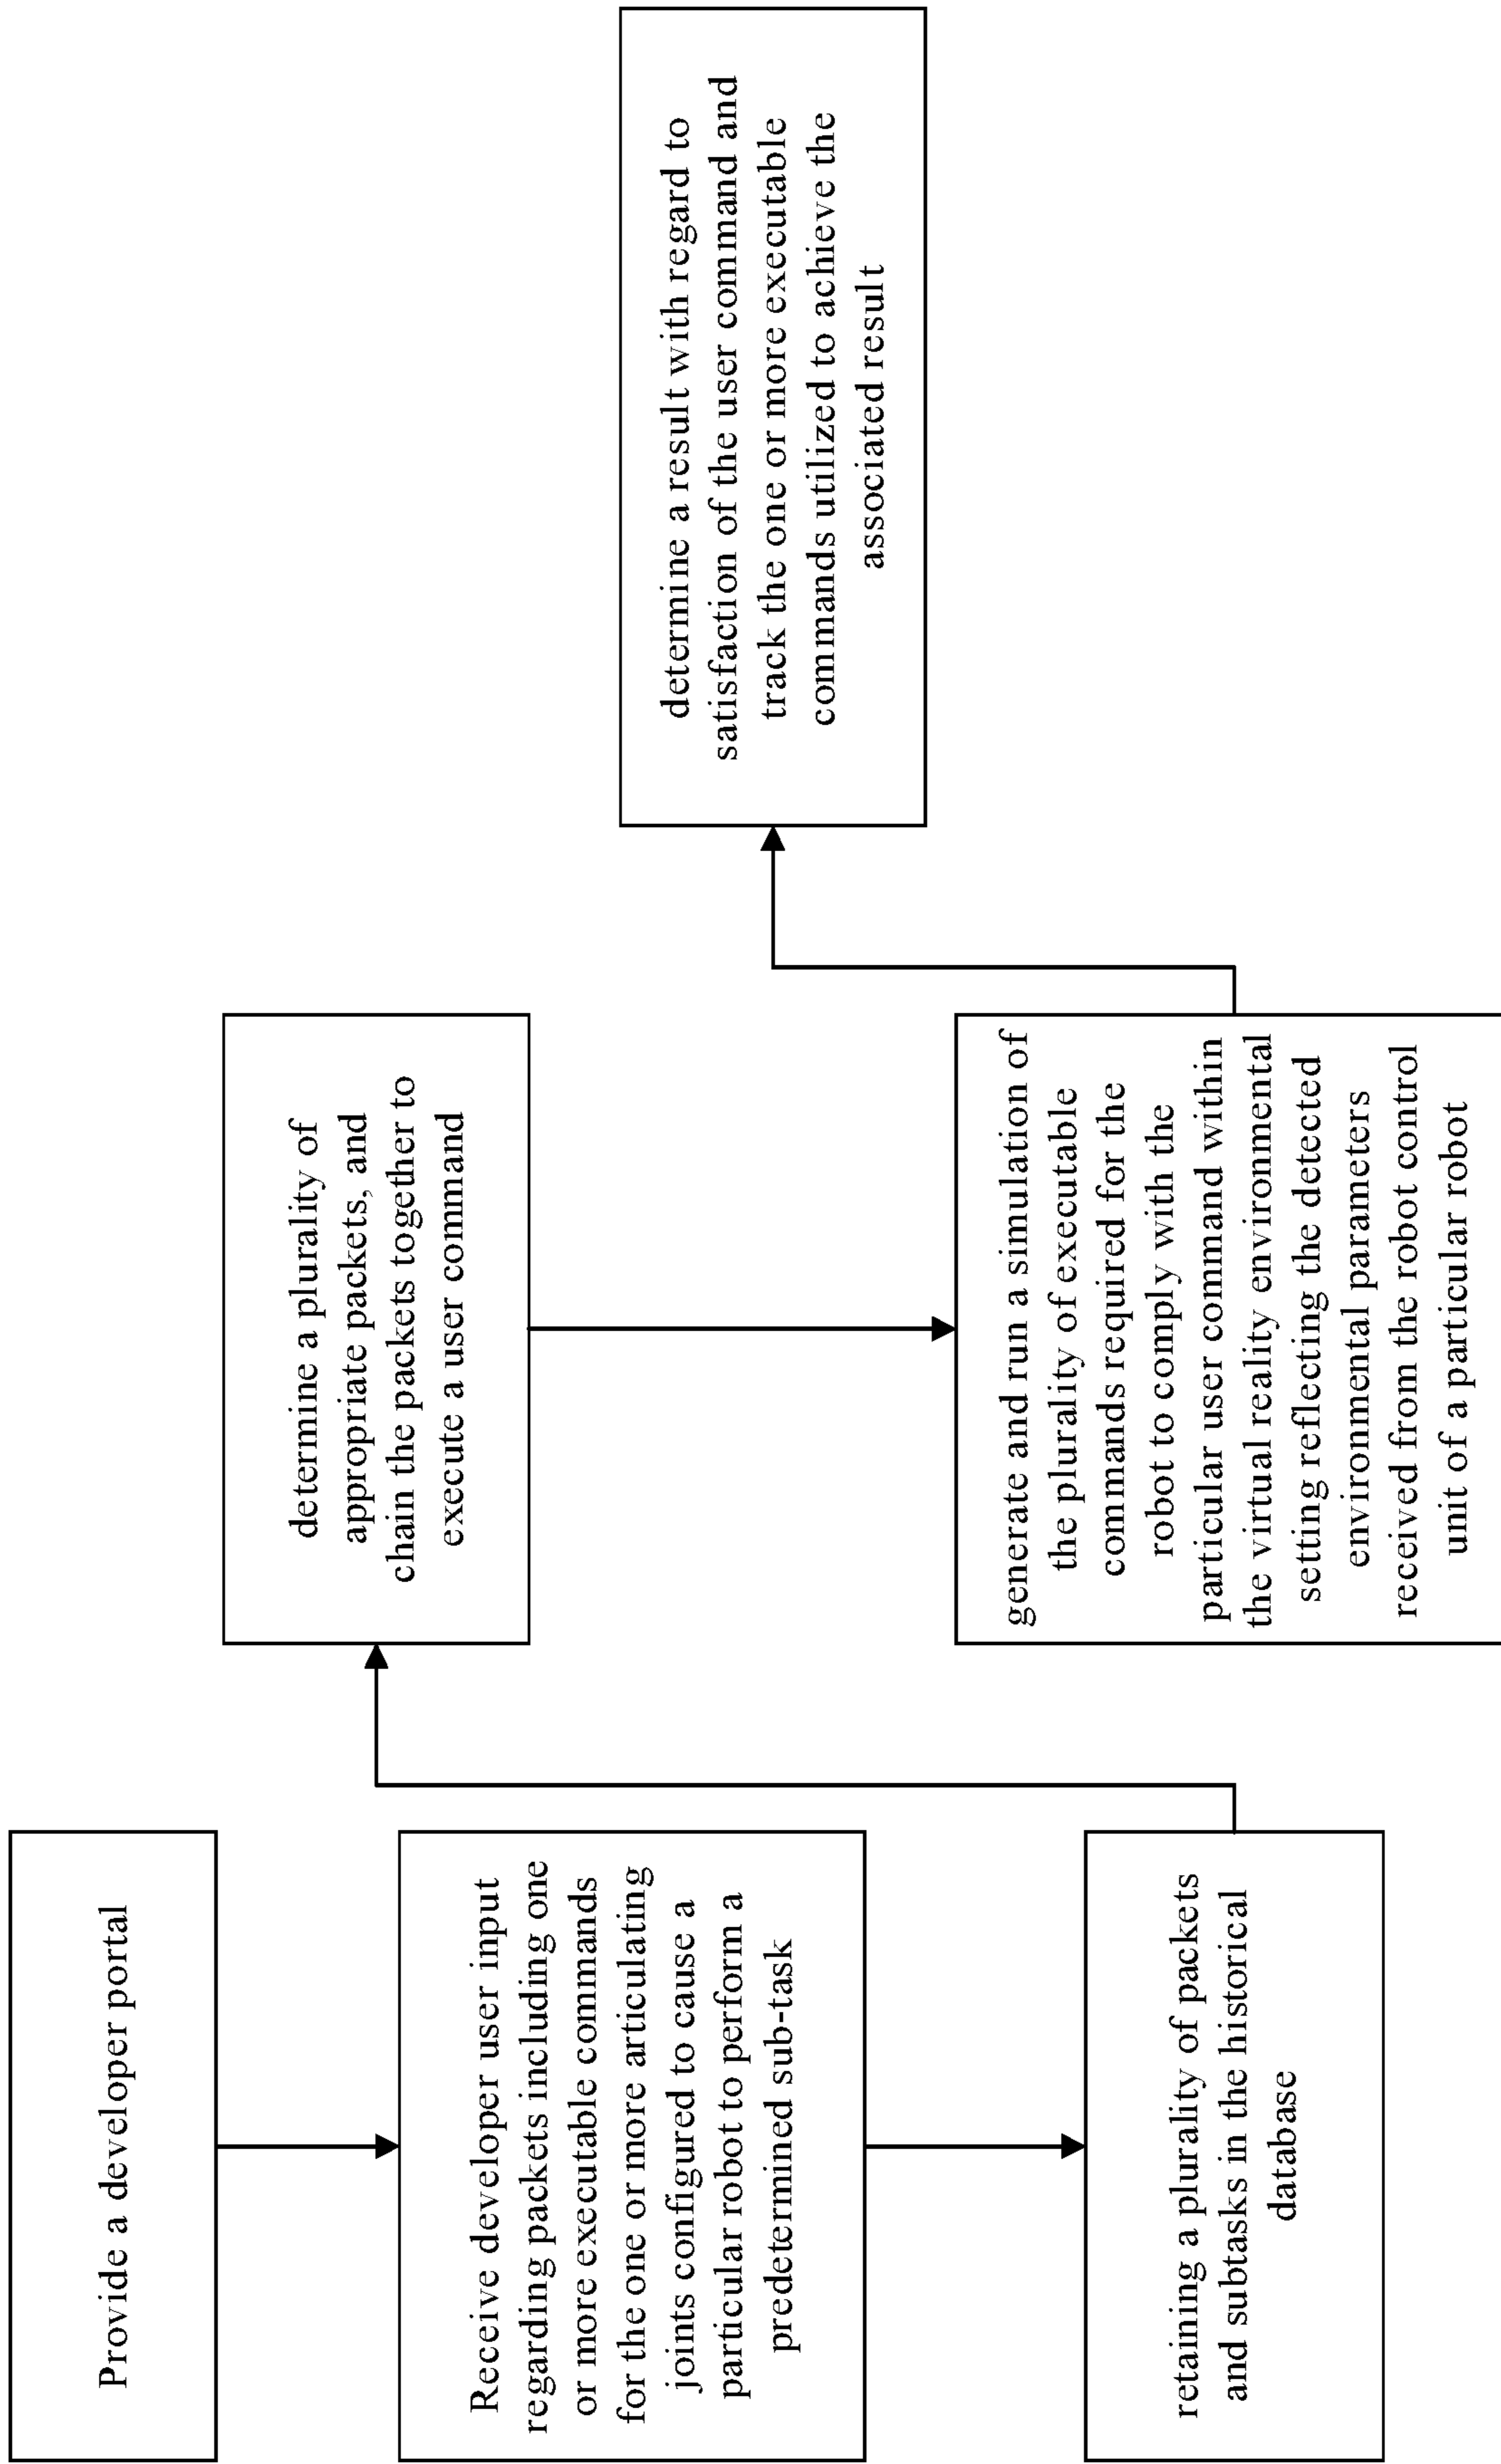 Provide a developer portal
Receive developer user input
regarding packets including one
or more executable commands
for the one or more articulating
joints configured to cause a
particular robot to perform a
predetermined sub-task
retaining a plurality of packets
and subtasks in the historical
database
determine a plurality of
appropriate packets, and
chain the packets together to
execute a user command
generate and run a simulation of
the plurality of executable
commands required for the
robot to comply with the
particular user command within
the virtual reality environmental
setting reflecting the detected
environmental parameters
received from the robot control
unit of a particular robot
determine a result with regard to
satisfaction of the user command and
track the one or more executable
commands utilized to achieve the
associated result